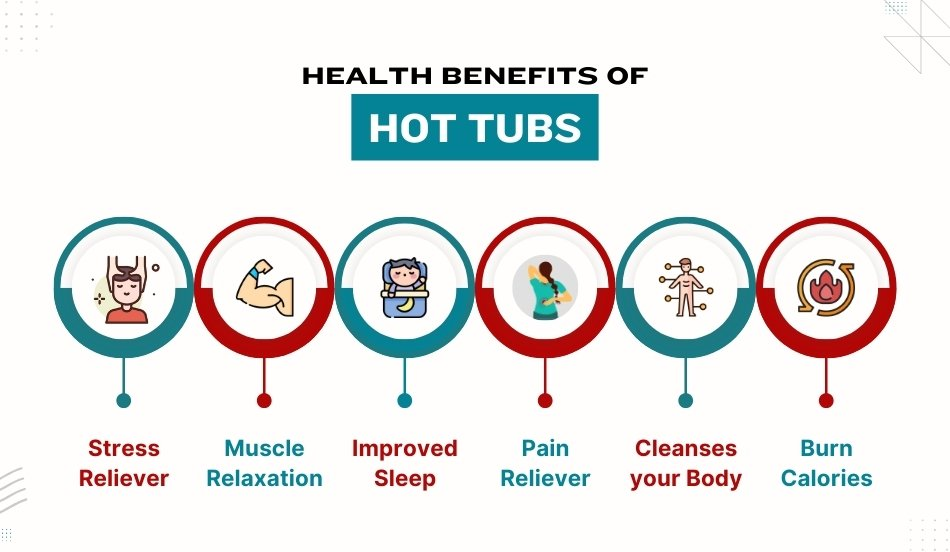 HEALTH BENEFITS OF
HOT TUBS
Stress
Reliever
Muscle
Relaxation
Improved
Sleep
Pain
Reliever
Cleanses
your Body
Burn
Calories